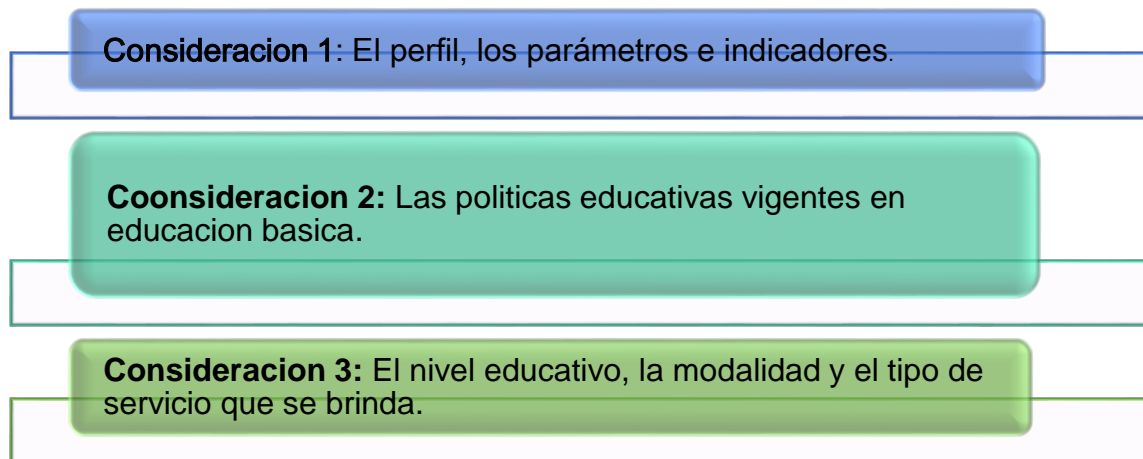 Consideracion 1: El perfil, los parámetros e indicadores.
Coonsideracion 2: Las politicas educativas vigentes en
educacion basica.
Consideracion 3: El nivel educativo, la modalidad y el tipo de
servicio que se brinda.